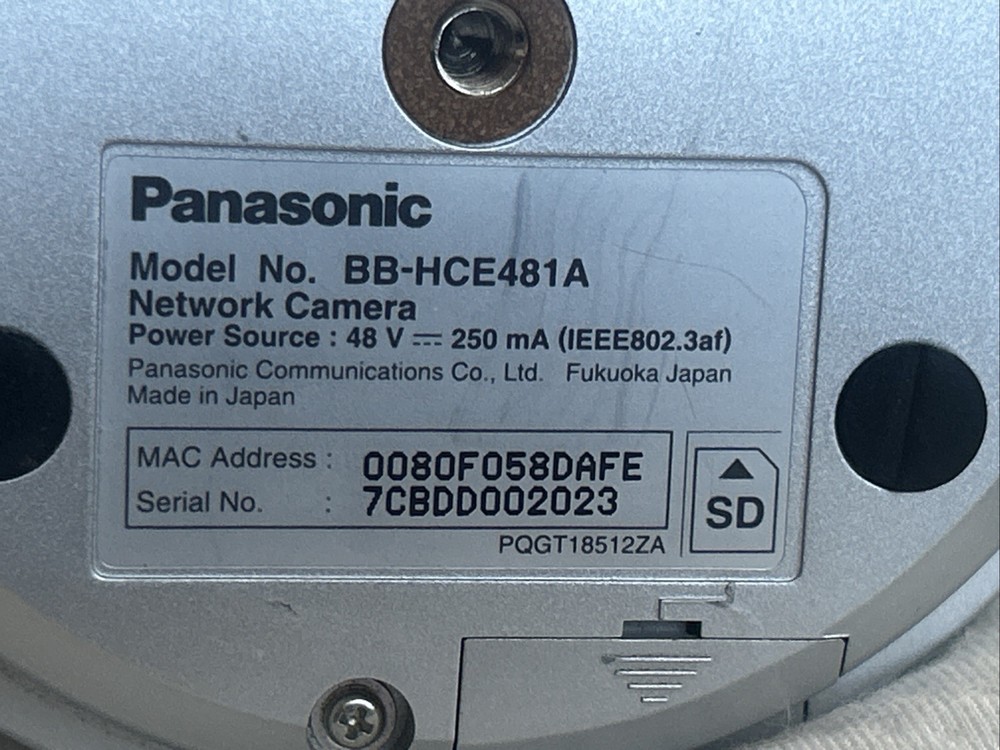 Panasonic
Model No. BB-HCE481A
Network Camera
Power Source : 48 V ⎓ 250 mA (IEEE802.3af)
Panasonic Communications Co., Ltd. Fukuoka Japan
Made in Japan
MAC Address : 0080F058DAFE
Serial No. : 7CBDD002023
SD
PQGT18512ZA